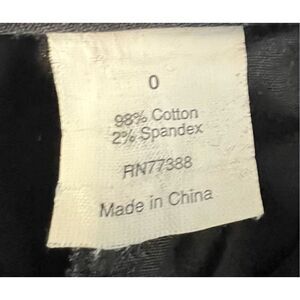 0
98% Cotton
2% Spandex
RN77388
Made in China